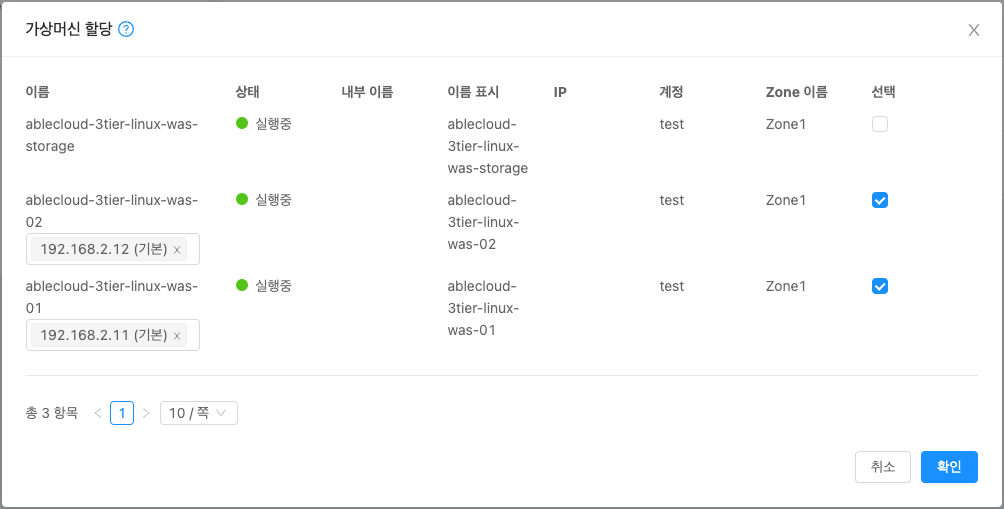 가상머신 할당 ?
이름 상태 내부 이름 이름 표시 IP 계정 Zone 이름 선택
ablecloud-3tier-linux-was-
storage
실행중
ablecloud-
3tier-linux-
was-storage
test
Zone1
ablecloud-3tier-linux-was-
02
192.168.2.12 (기본) x
실행중
ablecloud-
3tier-linux-
was-02
test
Zone1
ablecloud-3tier-linux-was-
01
192.168.2.11 (기본) x
실행중
ablecloud-
3tier-linux-
was-01
test
Zone1
총 3 항목 < 1 > 10 / 쪽
취소 확인